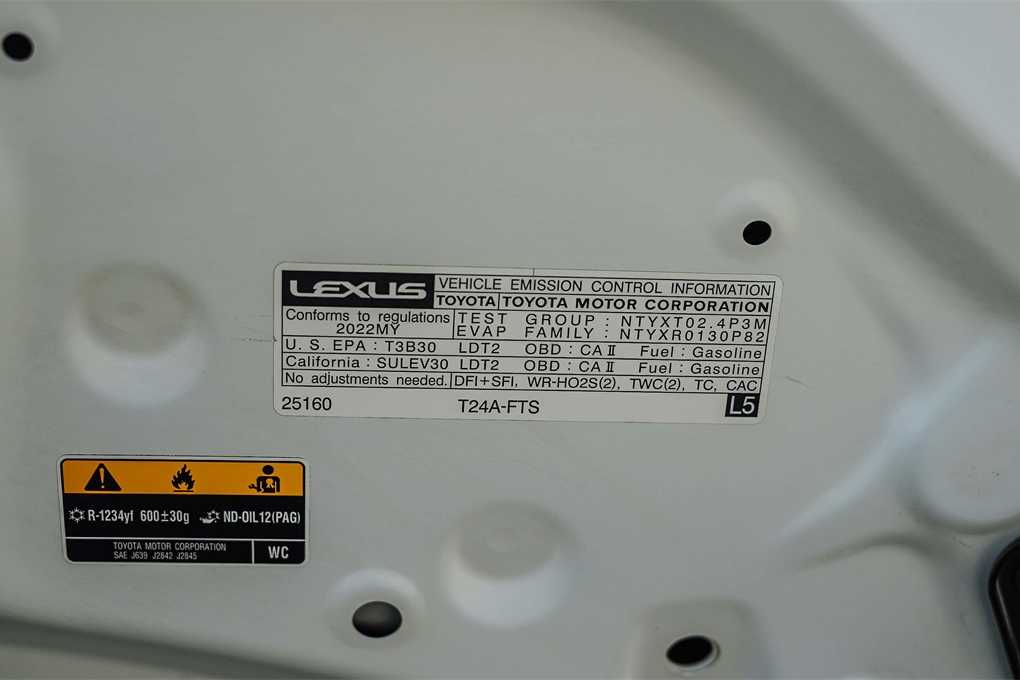 LEXUS VEHICLE EMISSION CONTROL INFORMATION
TOYOTA TOYOTA MOTOR CORPORATION
Conforms to regulations TEST GROUP : NTYXT02.4P3M
2022MY EVAP FAMILY : NTYXR0130P82
U. S. EPA : T3B30 LDT2 OBD : CA II Fuel : Gasoline
California : SULEV30 LDT2 OBD : CA II Fuel : Gasoline
No adjustments needed. DFI+SFI, WR-HO2S(2), TWC(2), TC, CAC
25160 T24A-FTS L5
R-1234yf 600±30g ND-OIL12(PAG)
TOYOTA MOTOR CORPORATION
SAE J639 J2842 J2845 WC